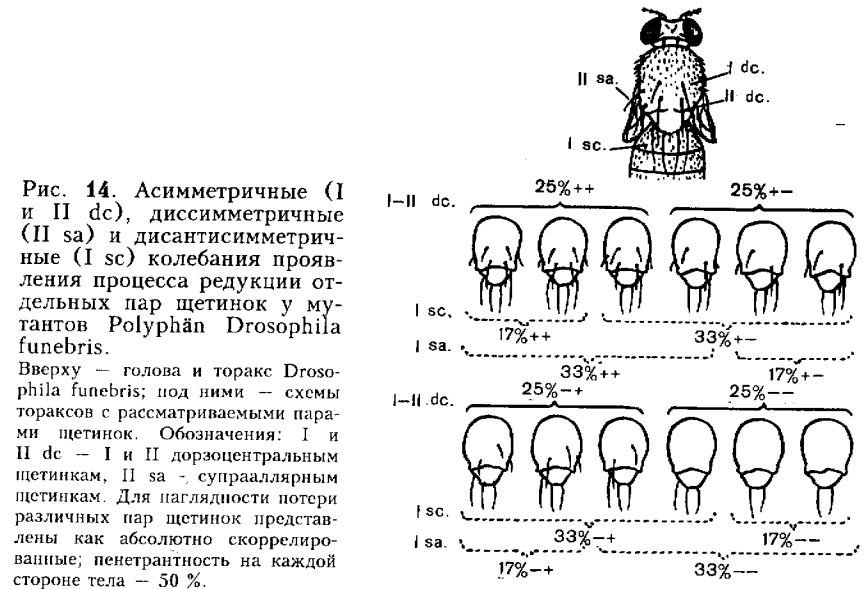 II sa.
I dc.
II dc.
I sc.
Рис. 14. Асимметричные (I
и II dc), диссимметричные
(II sa) и дисантисимметрич-
ные (I sc) колебания прояв-
ления процесса редукции от-
дельных пар щетинок у му-
тантов Polyphän Drosophila
funebris.
Вверху — голова и торакс Droso-
phila funebris; под ними — схемы
тораксов с рассматриваемыми пара-
ми щетинок. Обозначения: I и
II dc — I и II дорзоцентральным
щетинкам, II sa - супрааллярным
щетинкам. Для наглядности потери
различных пар щетинок представ-
лены как абсолютно скоррелиро-
ванные; пенетрантность на каждой
стороне тела — 50 %.
I—II dc. 25%++ 25%+-
I sc.
17%++ 33%+-
I sa.
33%++ 17%+-
I—II.dc. 25%-+ 25%--
I sc.
33%-+ 17%--
I sa.
17%-+ 33%--